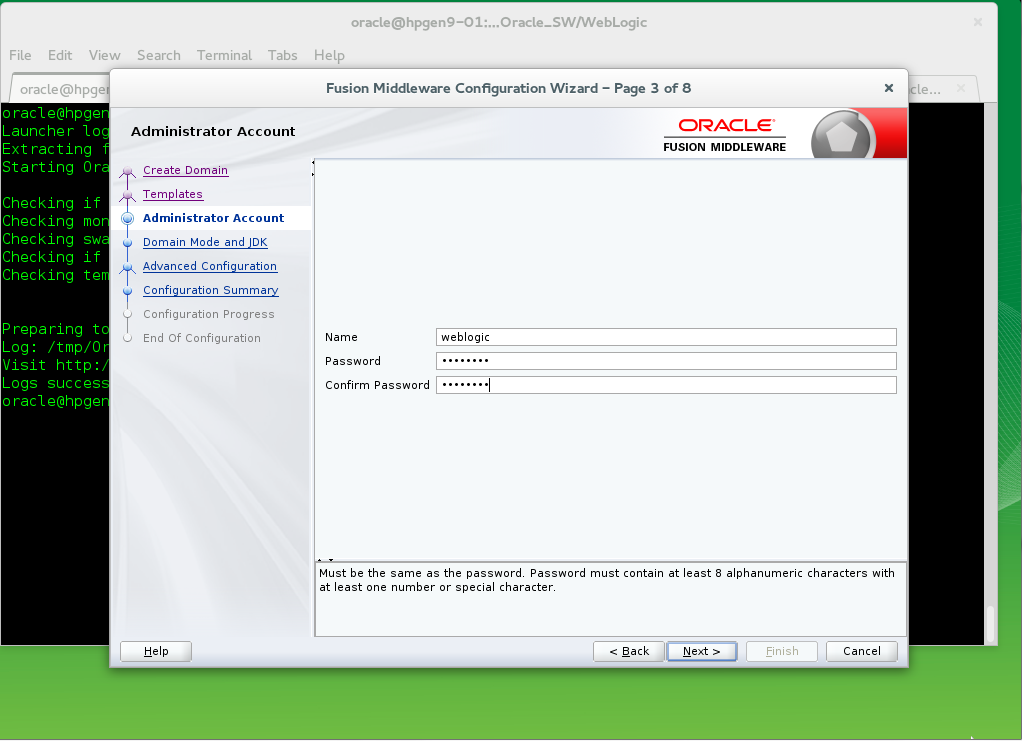 oracle@hpgen9-01:...Oracle_SW/WebLogic
File Edit View Search Terminal Tabs Help
oracle@hpgen
cle...
Fusion Middleware Configuration Wizard - Page 3 of 8
Administrator Account
ORACLE
FUSION MIDDLEWARE
oracle@hpgen
Launcher log
Extracting f
Starting Ora
Checking if
Checking mon
Checking swa
Checking if
Checking tem
Preparing to
Log: /tmp/Or
Visit http:/
Logs success
oracle@hpgen
Create Domain
Templates
Administrator Account
Domain Mode and JDK
Advanced Configuration
Configuration Summary
Configuration Progress
End Of Configuration
Name weblogic
Password ••••••••
Confirm Password ••••••••
Must be the same as the password. Password must contain at least 8 alphanumeric characters with
at least one number or special character.
Help < Back Next > Finish Cancel